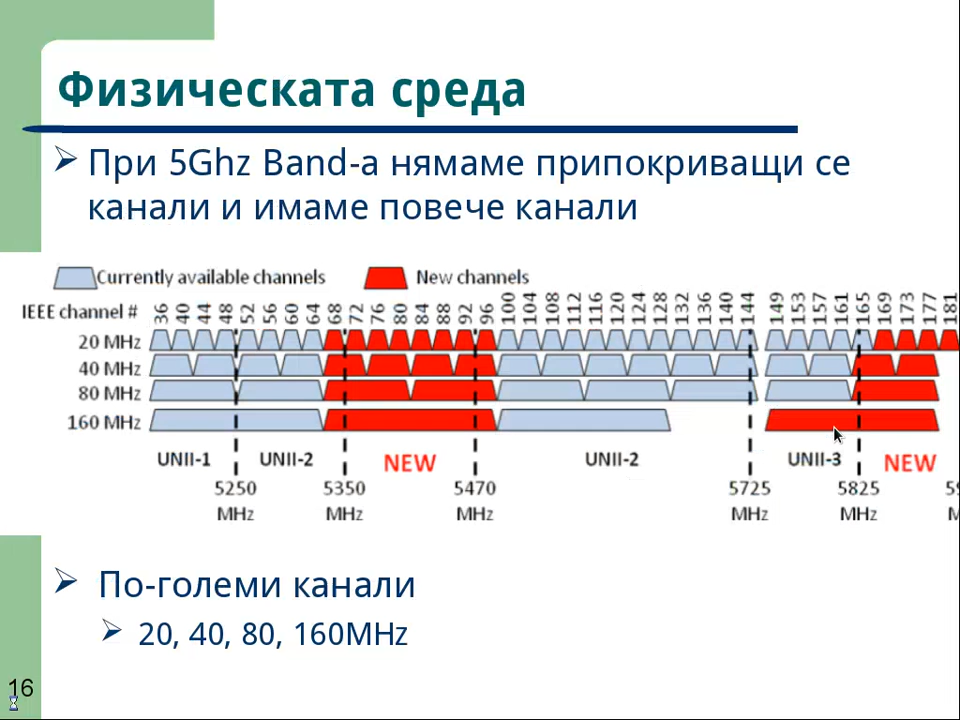 Физическата среда
При 5Ghz Band-а нямаме припокриващи се
канали и имаме повече канали
Currently available channels New channels
IEEE channel # 36 40 44 48 52 56 60 64 68 72 76 80 84 88 92 96 100 104 108 112 116 120 124 128 132 136 140 144 149 153 157 161 165 169 173 177 181
20 MHz
40 MHz
80 MHz
160 MHz
UNII-1 UNII-2 NEW UNII-2 UNII-3 NEW
5250 5350 5470 5725 5825
MHz MHz MHz MHz MHz
По-големи канали
20, 40, 80, 160MHz
16